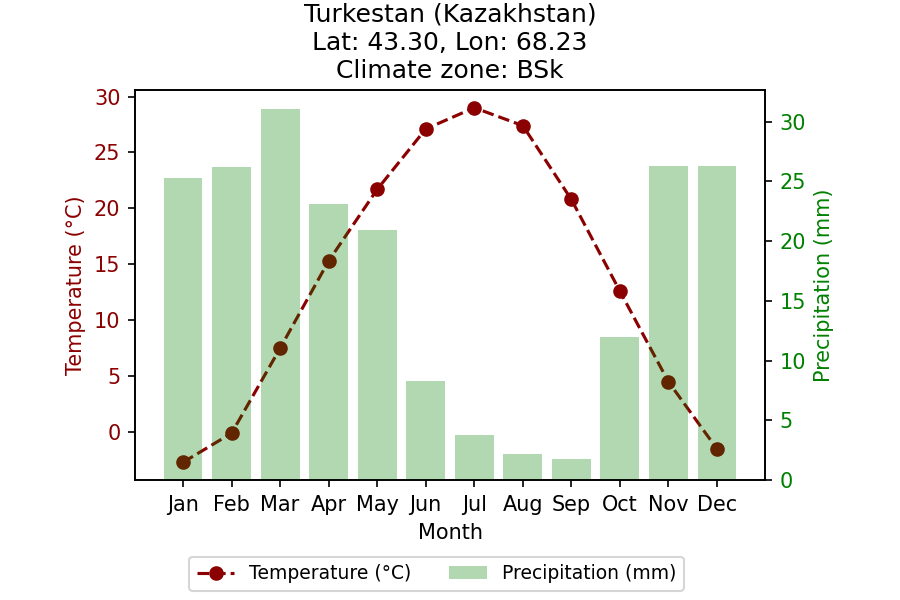 Turkestan (Kazakhstan)
Lat: 43.30, Lon: 68.23
Climate zone: BSk
30
25
20
15
10
5
0
Temperature (°C)
30
25
20
15
10
5
0
Precipitation (mm)
Jan Feb Mar Apr May Jun Jul Aug Sep Oct Nov Dec
Month
Temperature (°C) Precipitation (mm)